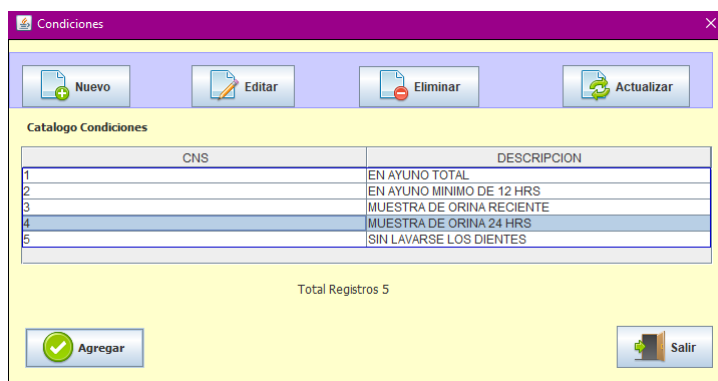 Condiciones
Nuevo Editar Eliminar Actualizar
Catalogo Condiciones
CNS DESCRIPCION
1 EN AYUNO TOTAL
2 EN AYUNO MINIMO DE 12 HRS
3 MUESTRA DE ORINA RECIENTE
4 MUESTRA DE ORINA 24 HRS
5 SIN LAVARSE LOS DIENTES
Total Registros 5
Agregar Salir